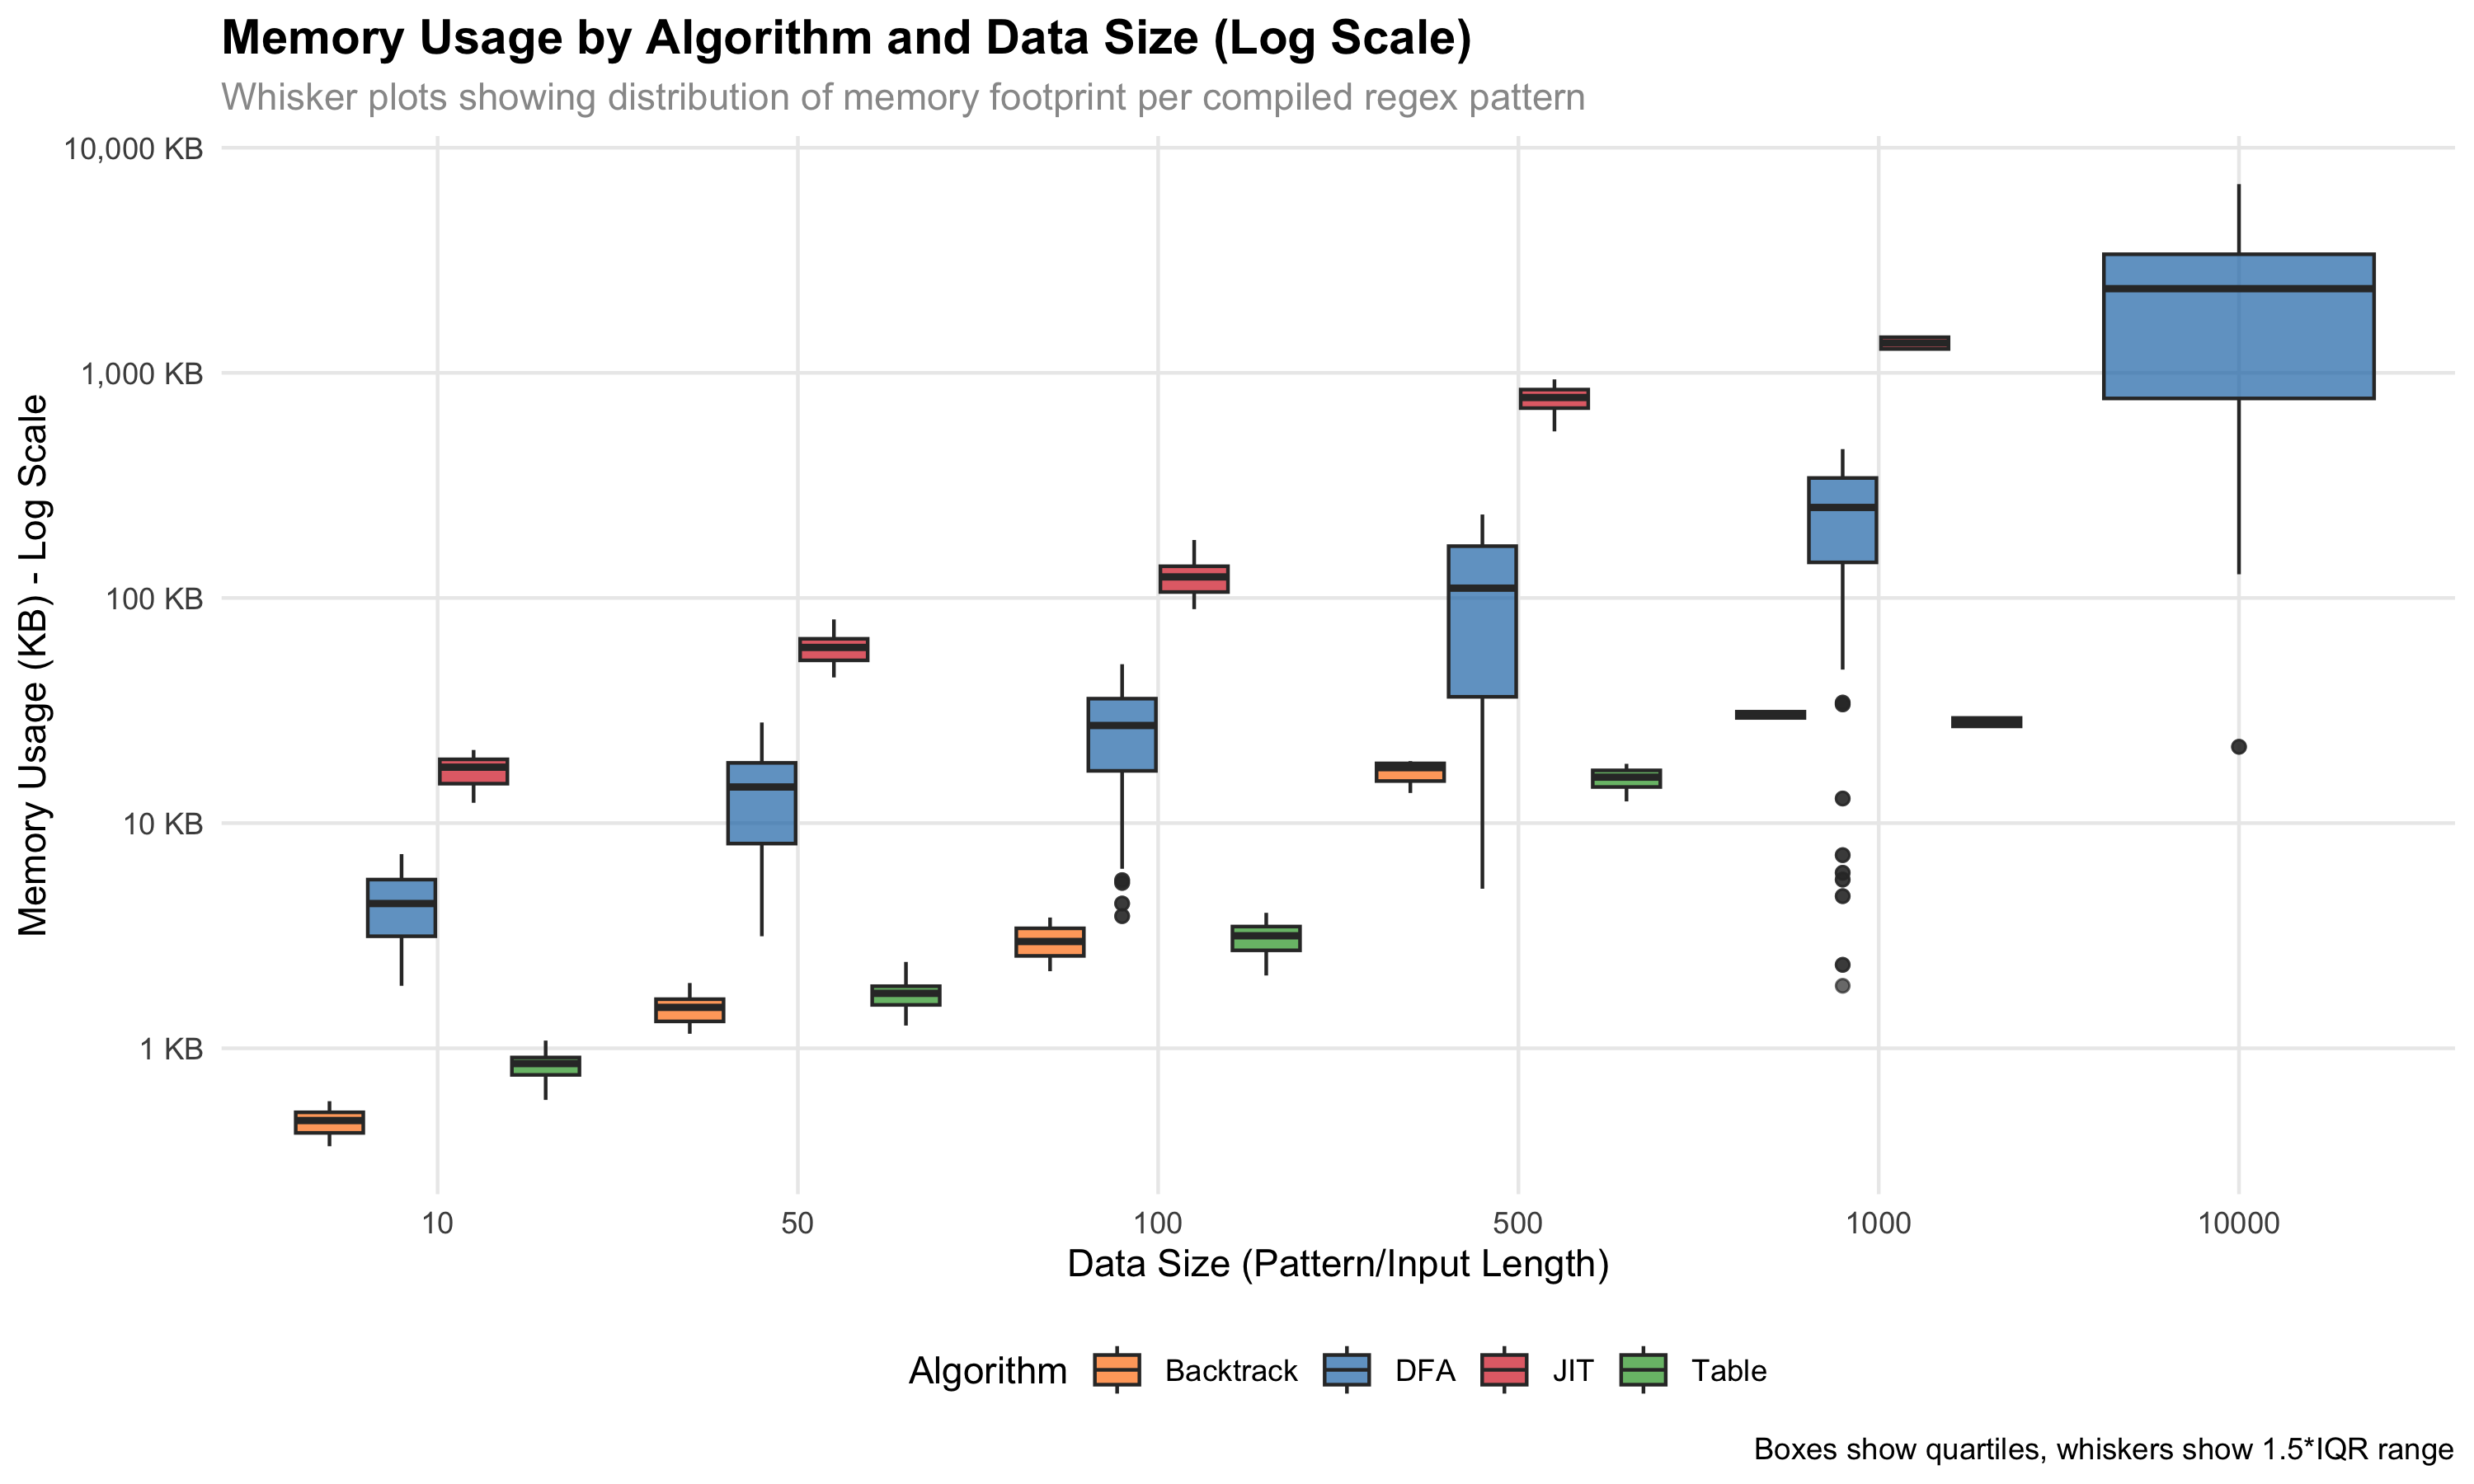 Memory Usage by Algorithm and Data Size (Log Scale)
Whisker plots showing distribution of memory footprint per compiled regex pattern
10,000 KB
1,000 KB
100 KB
10 KB
1 KB
Memory Usage (KB) - Log Scale
10 50 100 500 1000 10000
Data Size (Pattern/Input Length)
Algorithm Backtrack DFA JIT Table
Boxes show quartiles, whiskers show 1.5*IQR range